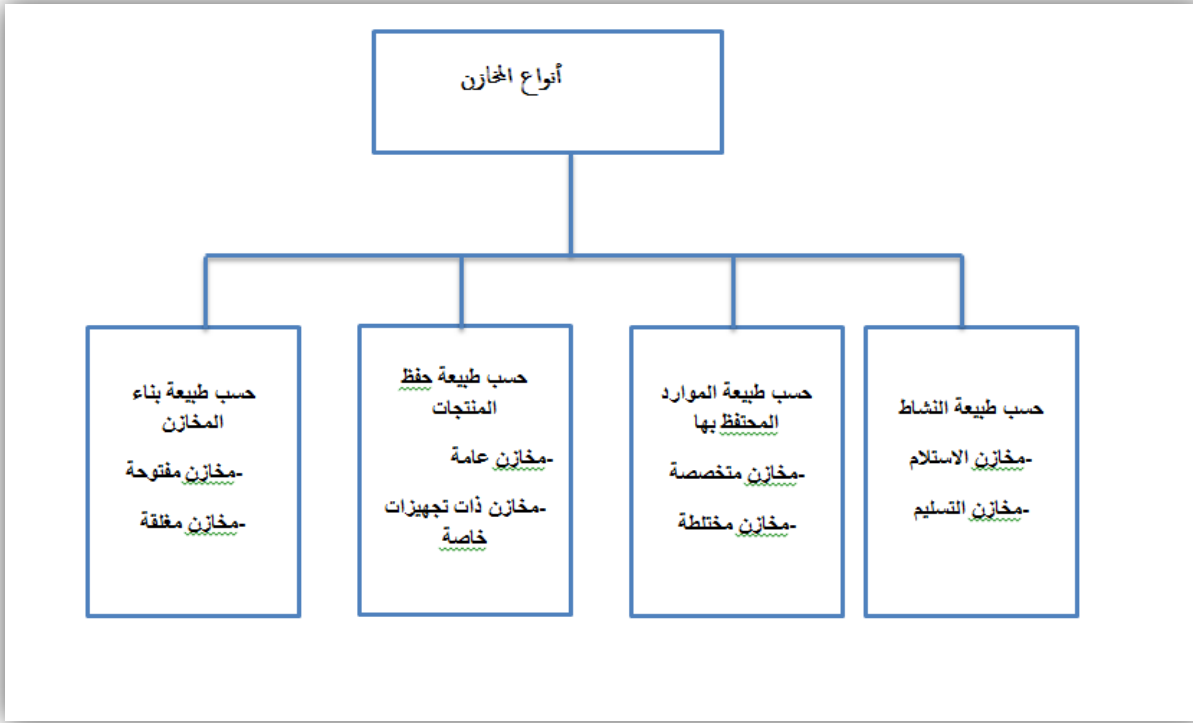 أنواع المخازن
حسب طبيعة النشاط
-مخازن الاستلام
-مخازن التسليم
حسب طبيعة الموارد
المحتفظ بها
-مخازن متخصصة
-مخازن مختلطة
حسب طبيعة حفظ
المنتجات
-مخازن عامة
-مخازن ذات تجهيزات
خاصة
حسب طبيعة بناء
المخازن
-مخازن مفتوحة
-مخازن مغلقة